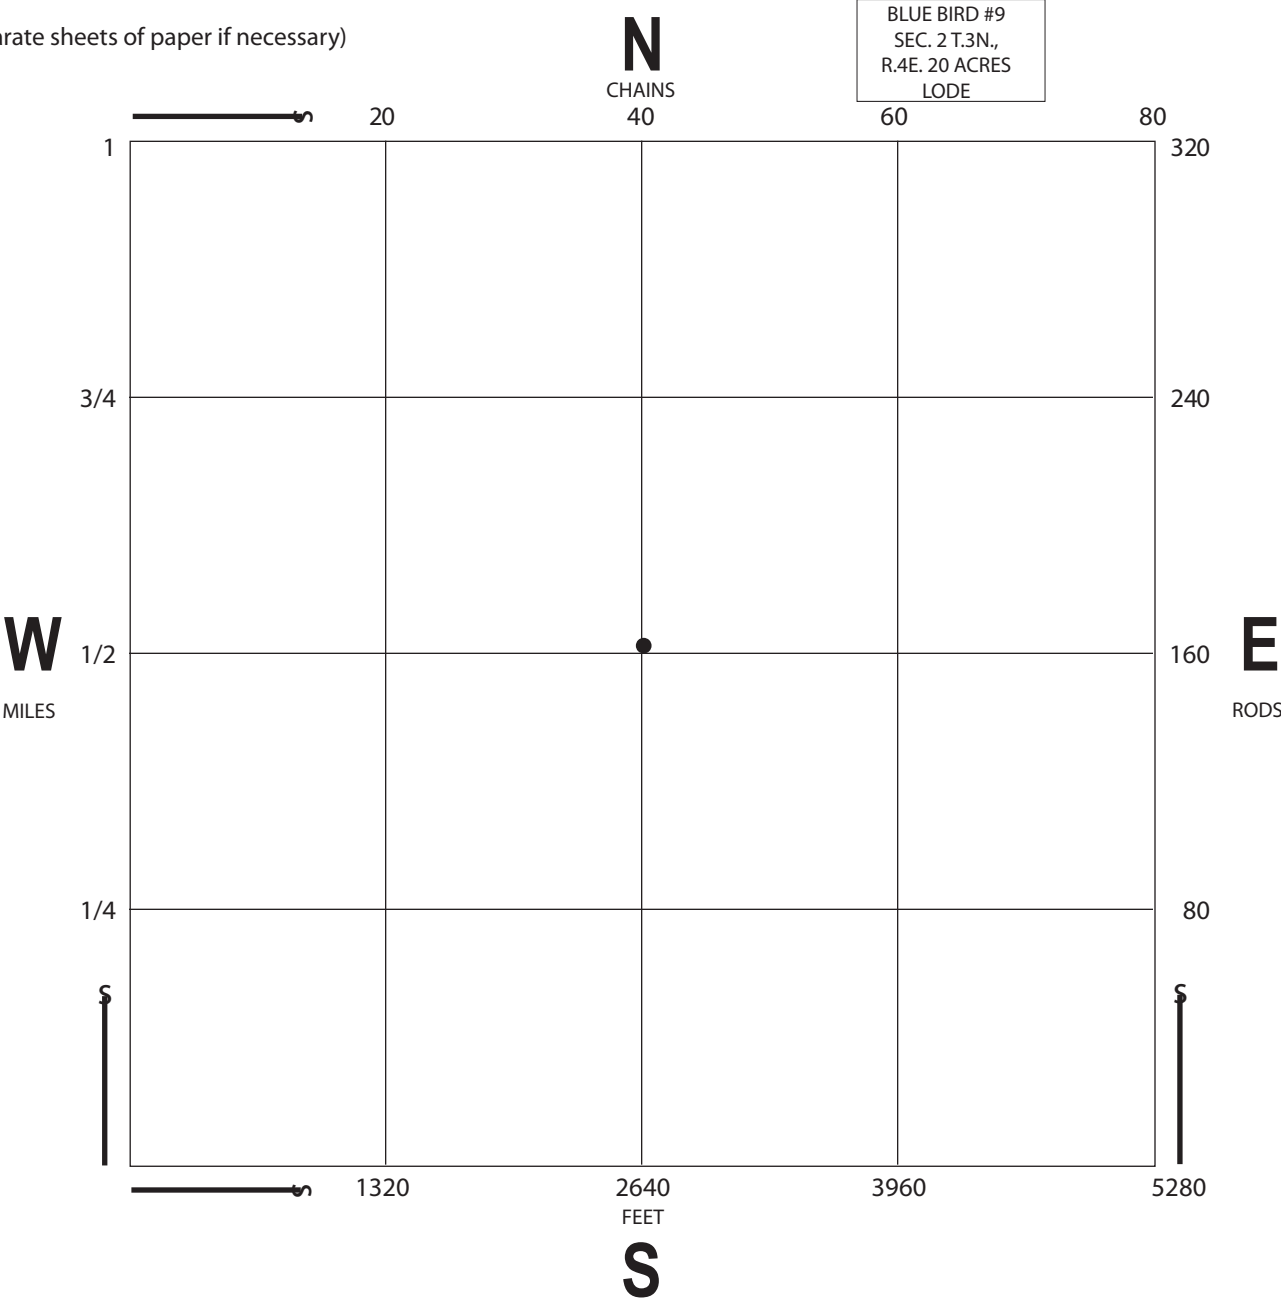 BLUE BIRD #9
SEC. 2 T.3N.,
R.4E. 20 ACRES
LODE
sheets of paper if necessary)
N
CHAINS
S 20 40 60 80
1 320
3/4 240
W 1/2 160 E
MILES RODS
1/4 80
S S
S 1320 2640 3960 5280
FEET
S